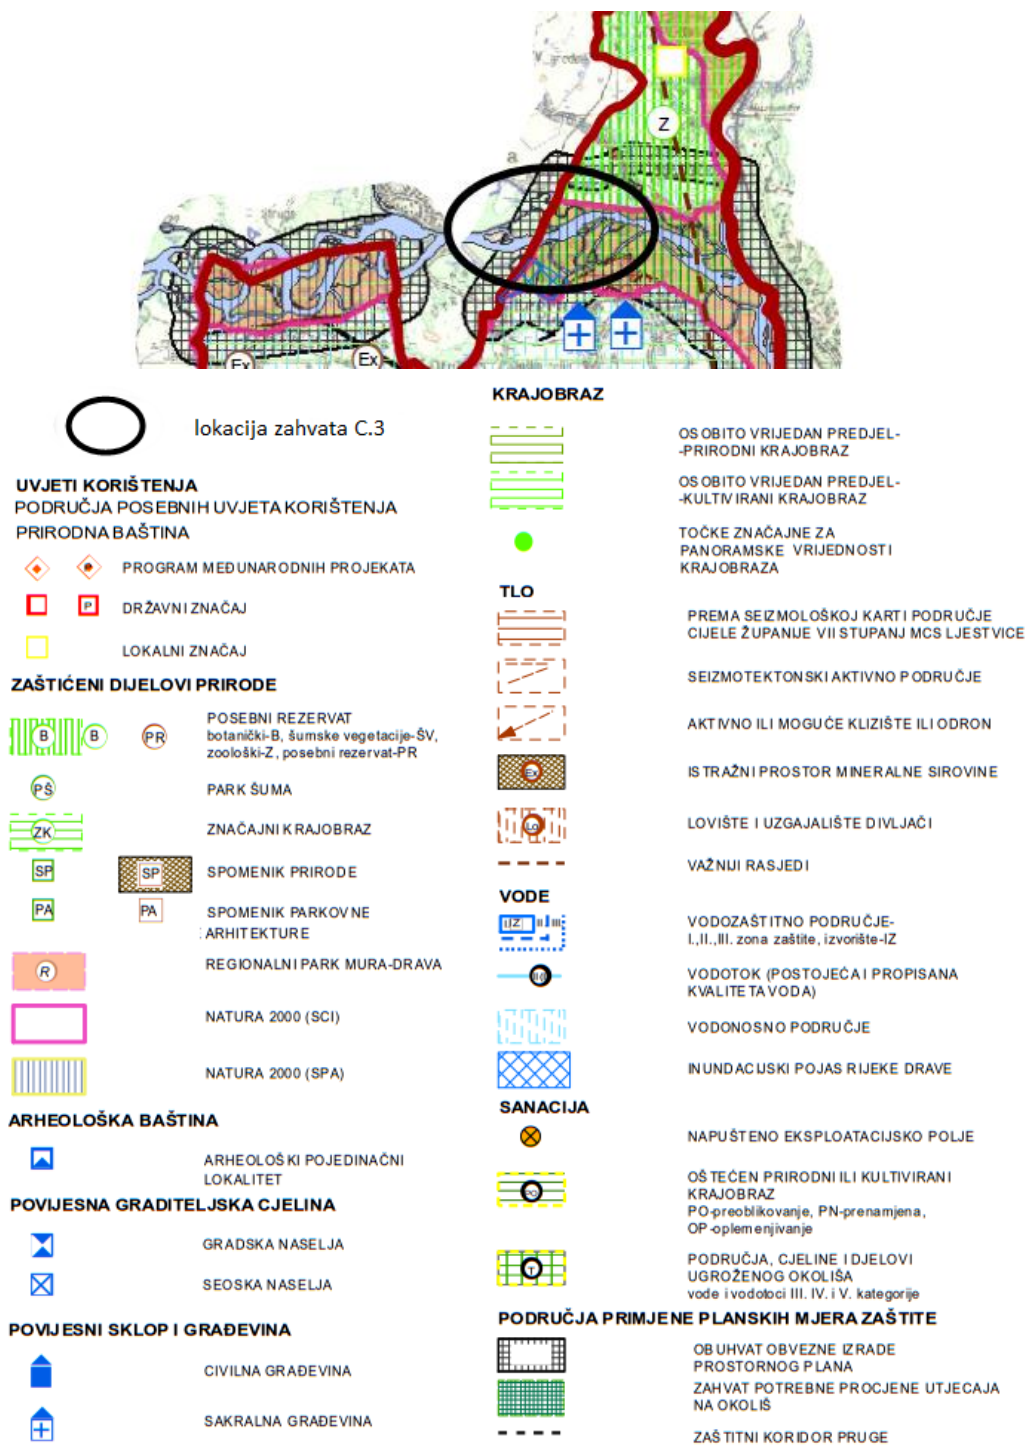 a
Z
Ex
Ex
lokacija zahvata C.3
UVJETI KORIŠTENJA
PODRUČJA POSEBNIH UVJETA KORIŠTENJA
PRIRODNA BAŠTINA
PROGRAM MEĐUNARODNIH PROJEKATA
P
DRŽAVNI ZNAČAJ
LOKALNI ZNAČAJ
ZAŠTIĆENI DIJELOVI PRIRODE
B
B
PR
POSEBNI REZERVAT
botanički-B, šumske vegetacije-ŠV,
zoološki-Z, posebni rezervat-PR
PŠ
PARK ŠUMA
ZK
ZNAČAJNI KRAJOBRAZ
SP
SP
SPOMENIK PRIRODE
PA
PA
SPOMENIK PARKOVNE
ARHITEKTURE
R
REGIONALNI PARK MURA-DRAVA
NATURA 2000 (SCI)
NATURA 2000 (SPA)
ARHEOLOŠKA BAŠTINA
ARHEOLOŠKI POJEDINAČNI
LOKALITET
POVIJESNA GRADITELJSKA CJELINA
GRADSKA NASELJA
SEOSKA NASELJA
POVIJESNI SKLOP I GRAĐEVINA
CIVILNA GRAĐEVINA
SAKRALNA GRAĐEVINA
KRAJOBRAZ
OSOBITO VRIJEDAN PREDJEL-
-PRIRODNI KRAJOBRAZ
OSOBITO VRIJEDAN PREDJEL-
-KULTIVIRANI KRAJOBRAZ
TOČKE ZNAČAJNE ZA
PANORAMSKE VRIJEDNOSTI
KRAJOBRAZA
TLO
PREMA SEIZMOLOŠKOJ KARTI PODRUČJE
CIJELE ŽUPANIJE VII STUPANJ MCS LJESTVICE
SEIZMOTEKTONSKI AKTIVNO PODRUČJE
AKTIVNO ILI MOGUĆE KLIZIŠTE ILI ODRON
Ex
ISTRAŽNI PROSTOR MINERALNE SIROVINE
Lo
LOVIŠTE I UZGAJALIŠTE DIVLJAČI
VAŽNIJI RASJEDI
VODE
IZ II III
VODOZAŠTITNO PODRUČJE-
I.,II.,III. zona zaštite, izvorište-IZ
VODOTOK (POSTOJEĆA I PROPISANA
KVALITETA VODA)
VODONOSNO PODRUČJE
INUNDACIJSKI POJAS RIJEKE DRAVE
SANACIJA
NAPUŠTENO EKSPLOATACIJSKO POLJE
PO
OŠTEĆEN PRIRODNI ILI KULTIVIRANI
KRAJOBRAZ
PO-preoblikovanje, PN-prenamjena,
OP-oplemenjivanje
T
PODRUČJA, CJELINE I DJELOVI
UGROŽENOG OKOLIŠA
vode i vodotoci III. IV. i V. kategorije
PODRUČJA PRIMJENE PLANSKIH MJERA ZAŠTITE
OBUHVAT OBVEZNE IZRADE
PROSTORNOG PLANA
ZAHVAT POTREBNE PROCJENE UTJECAJA
NA OKOLIŠ
ZAŠTITNI KORIDOR PRUGE